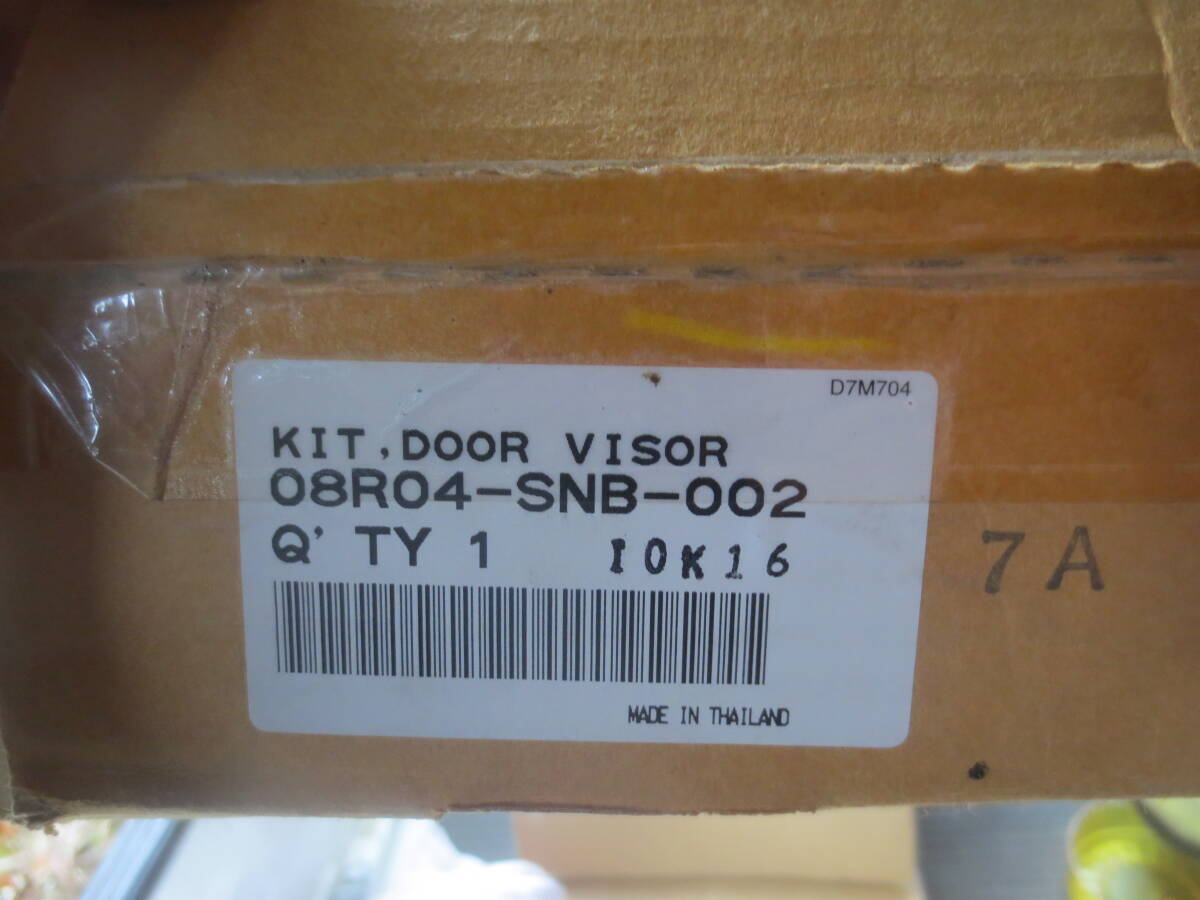 D7M704
KIT, DOOR VISOR
08R04-SNB-002
Q'TY 1 10K16
7A
MADE IN THAILAND